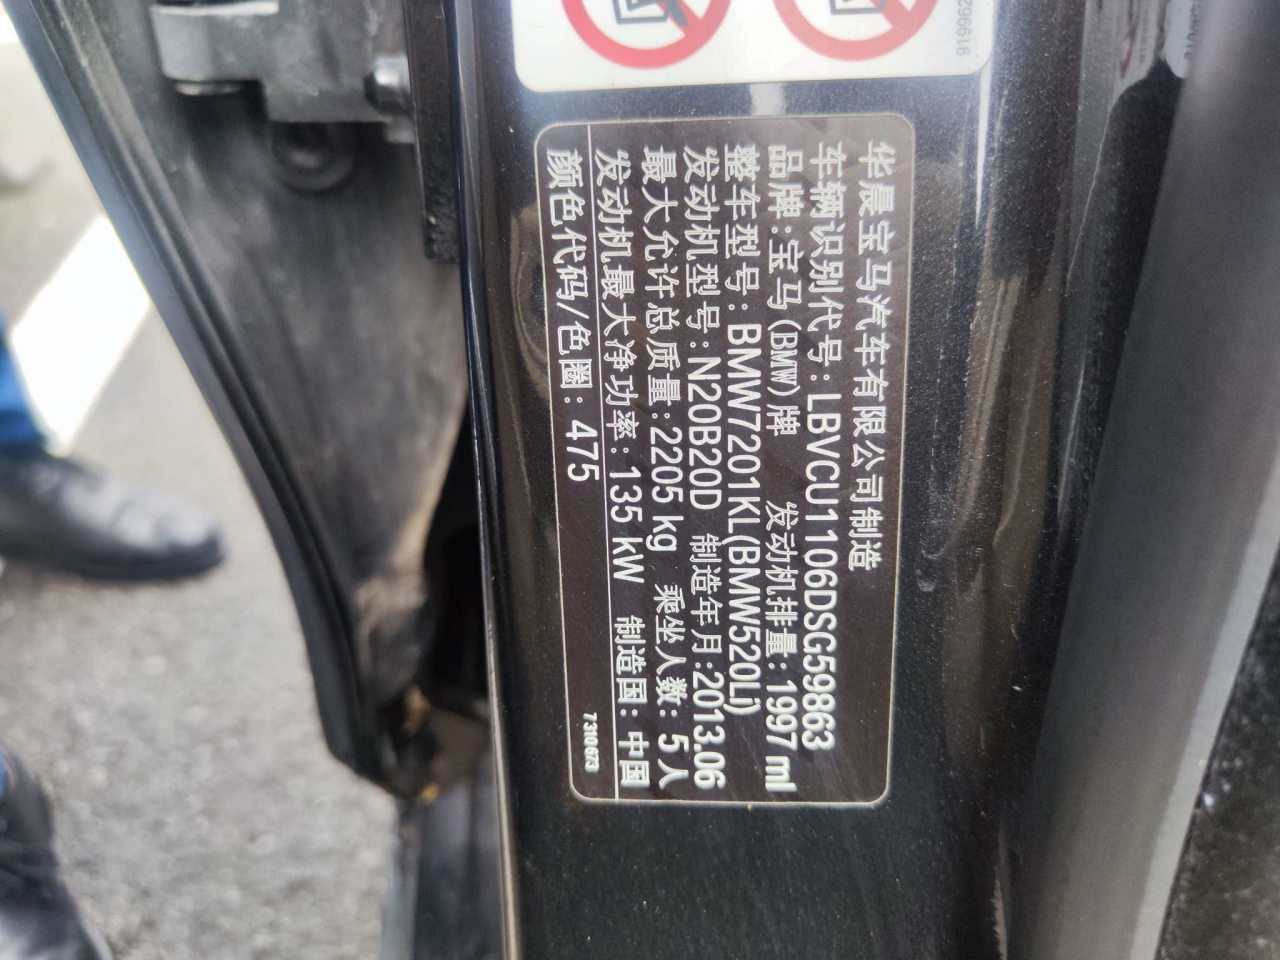 华晨宝马汽车有限公司制造
车辆识别代号:LBVCU1106DSG59863
品牌:宝马(BMW)牌 发动机排量:1997 ml
整车型号:BMW7201KL(BMW520Li)
发动机型号:N20B20D 制造年月:2013.06
最大允许总质量:2205 kg 乘坐人数:5人
发动机最大净功率:135 kW 制造国:中国
颜色代码/色圈:475
7310673